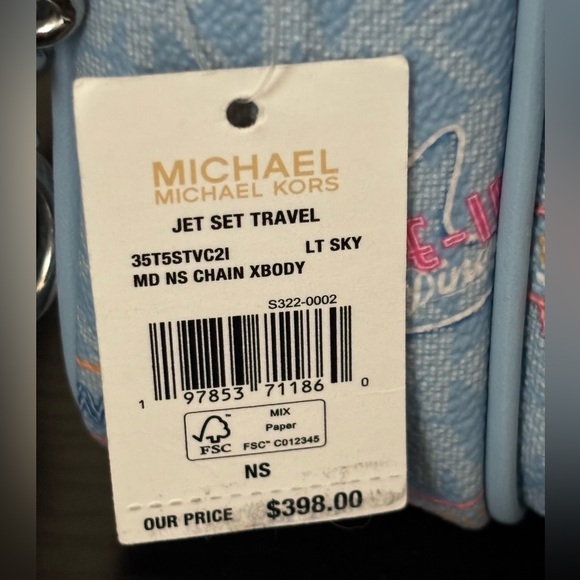 MICHAEL
MICHAEL KORS
JET SET TRAVEL
35T5STVC2I LT SKY
MD NS CHAIN XBODY
S322-0002
1 97853 71186 0
MIX
Paper
FSC™ C012345
FSC
NS
OUR PRICE $398.00